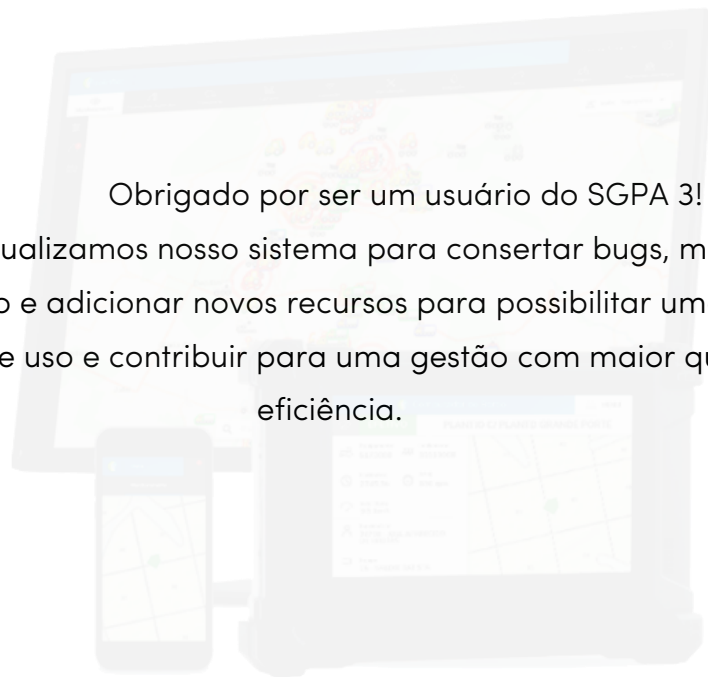 Obrigado por ser um usuário do SGPA 3!
ualizamos nosso sistema para consertar bugs, m
o e adicionar novos recursos para possibilitar um
e uso e contribuir para uma gestão com maior qu
eficiência.